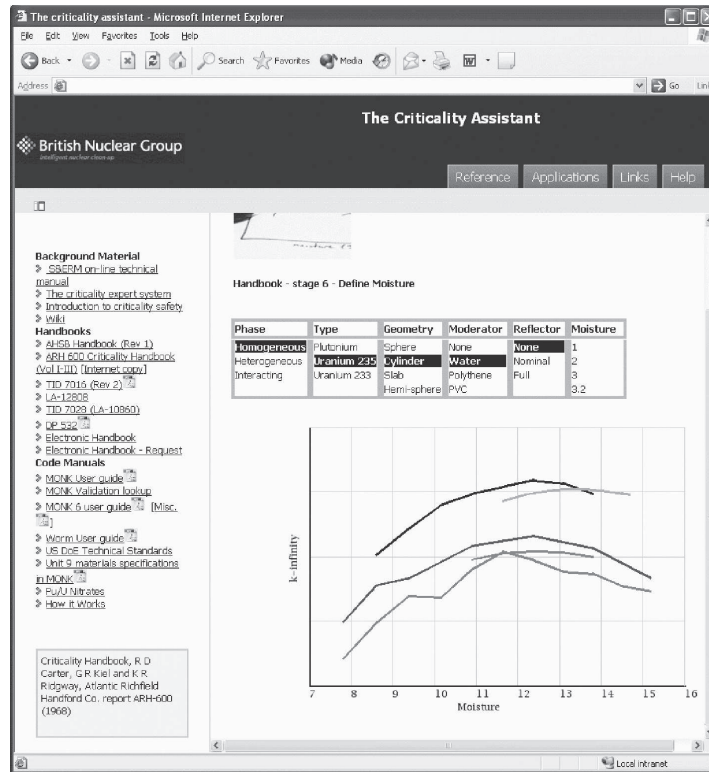 The criticality assistant - Microsoft Internet Explorer
File Edit View Favorites Tools Help
Back Search Favorites Media
Address Go Lin
The Criticality Assistant
British Nuclear Group
intelligent nuclear clean-up
Reference Applications Links Help
Background Material
S&ERM on-line technical
manual
The criticality expert system
Introduction to criticality safety
Wiki
Handbooks
AHSB Handbook (Rev 1)
ARH 600 Criticality Handbook
(Vol I-III) [Internet copy]
TID 7016 (Rev 2)
LA-12808
TID 7028 (LA-10860)
DP 532
Electronic Handbook
Electronic Handbook - Request
Code Manuals
MONK User guide
MONK Validation lookup
MONK 6 user guide [Misc.
]
Worm User guide
US DoE Technical Standards
Unit 9 materials specifications
in MONK
Pu/U Nitrates
How it Works
Criticality Handbook, R D
Carter, G R Kiel and K R
Ridgway, Atlantic Richfield
Handford Co. report ARH-600
(1968)
Handbook - stage 6 - Define Moisture
Phase Type Geometry Moderator Reflector Moisture
Homogeneous Plutonium Sphere None None 1
Heterogeneous Uranium 235 Cylinder Water Nominal 2
Interacting Uranium 233 Slab Polythene Full 3
Hemi-sphere PVC 3.2
k-infinity
7 8 9 10 11 12 13 14 15 16
Moisture
Local intranet